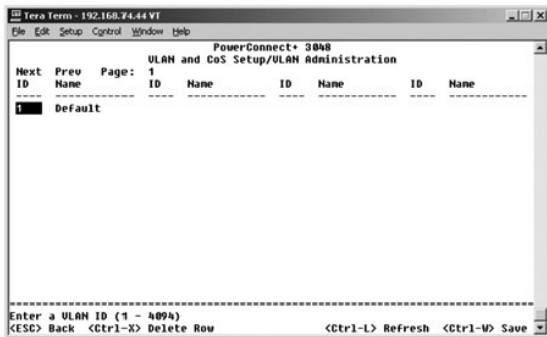 Tera Term - 192.168.74.44 VT
File Edit Setup Control Window Help
PowerConnect+ 3048
VLAN and CoS Setup/VLAN Administration
Next Prev Page: 1
ID Name ID Name ID Name ID Name
---- ------------ ---- ------------ ---- ------------ ---- ------------
1 Default
Enter a VLAN ID (1 - 4094)
<ESC> Back <Ctrl-X> Delete Row <Ctrl-L> Refresh <Ctrl-W> Save